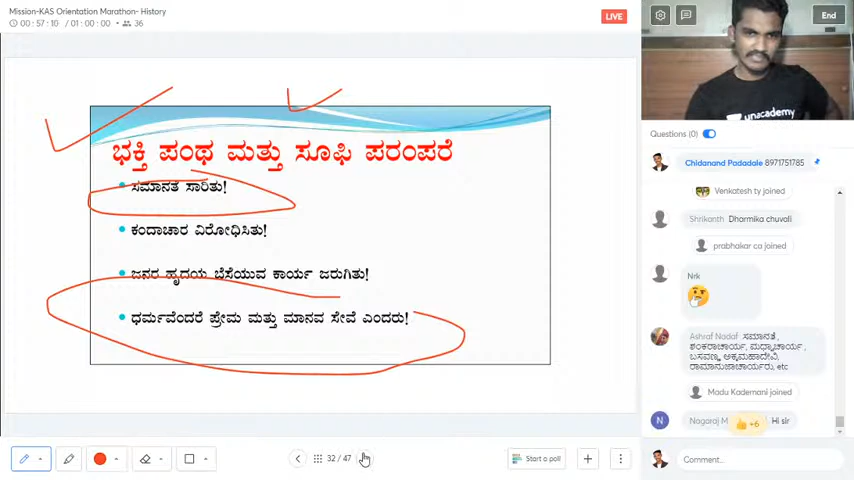 Mission-KAS Orientation Marathon- History
00 : 57 : 10 / 01 : 00 : 00 • 36
LIVE
End
unacademy
ಭಕ್ತಿ ಪಂಥ ಮತ್ತು ಸೂಫಿ ಪರಂಪರೆ
ಸಮಾನತೆ ಸಾರಿತು!
ಕಂದಾಚಾರ ವಿರೋಧಿಸಿತು!
ಜನರ ಹೃದಯ ಬೆಸೆಯುವ ಕಾರ್ಯ ಜರುಗಿತು!
ಧರ್ಮವೆಂದರೆ ಪ್ರೇಮ ಮತ್ತು ಮಾನವ ಸೇವೆ ಎಂದರು!
Questions (0)
Chidanand Padadale 8971751785
Venkatesh ty joined
Shrikanth Dharmika chuvali
prabhakar ca joined
Nrk
Ashraf Nadaf ಸಮಾನತೆ,
ಶಂಕರಾಚಾರ್ಯ, ಮಧ್ವಾಚಾರ್ಯ,
ಬಸವಣ್ಣ, ಅಕ್ಕಮಹಾದೇವಿ,
ರಾಮಾನುಜಾಚಾರ್ಯರು, etc
Madu Kademani joined
N Nagaraj M +6 Hi sir
32 / 47
Start a poll
Comment...